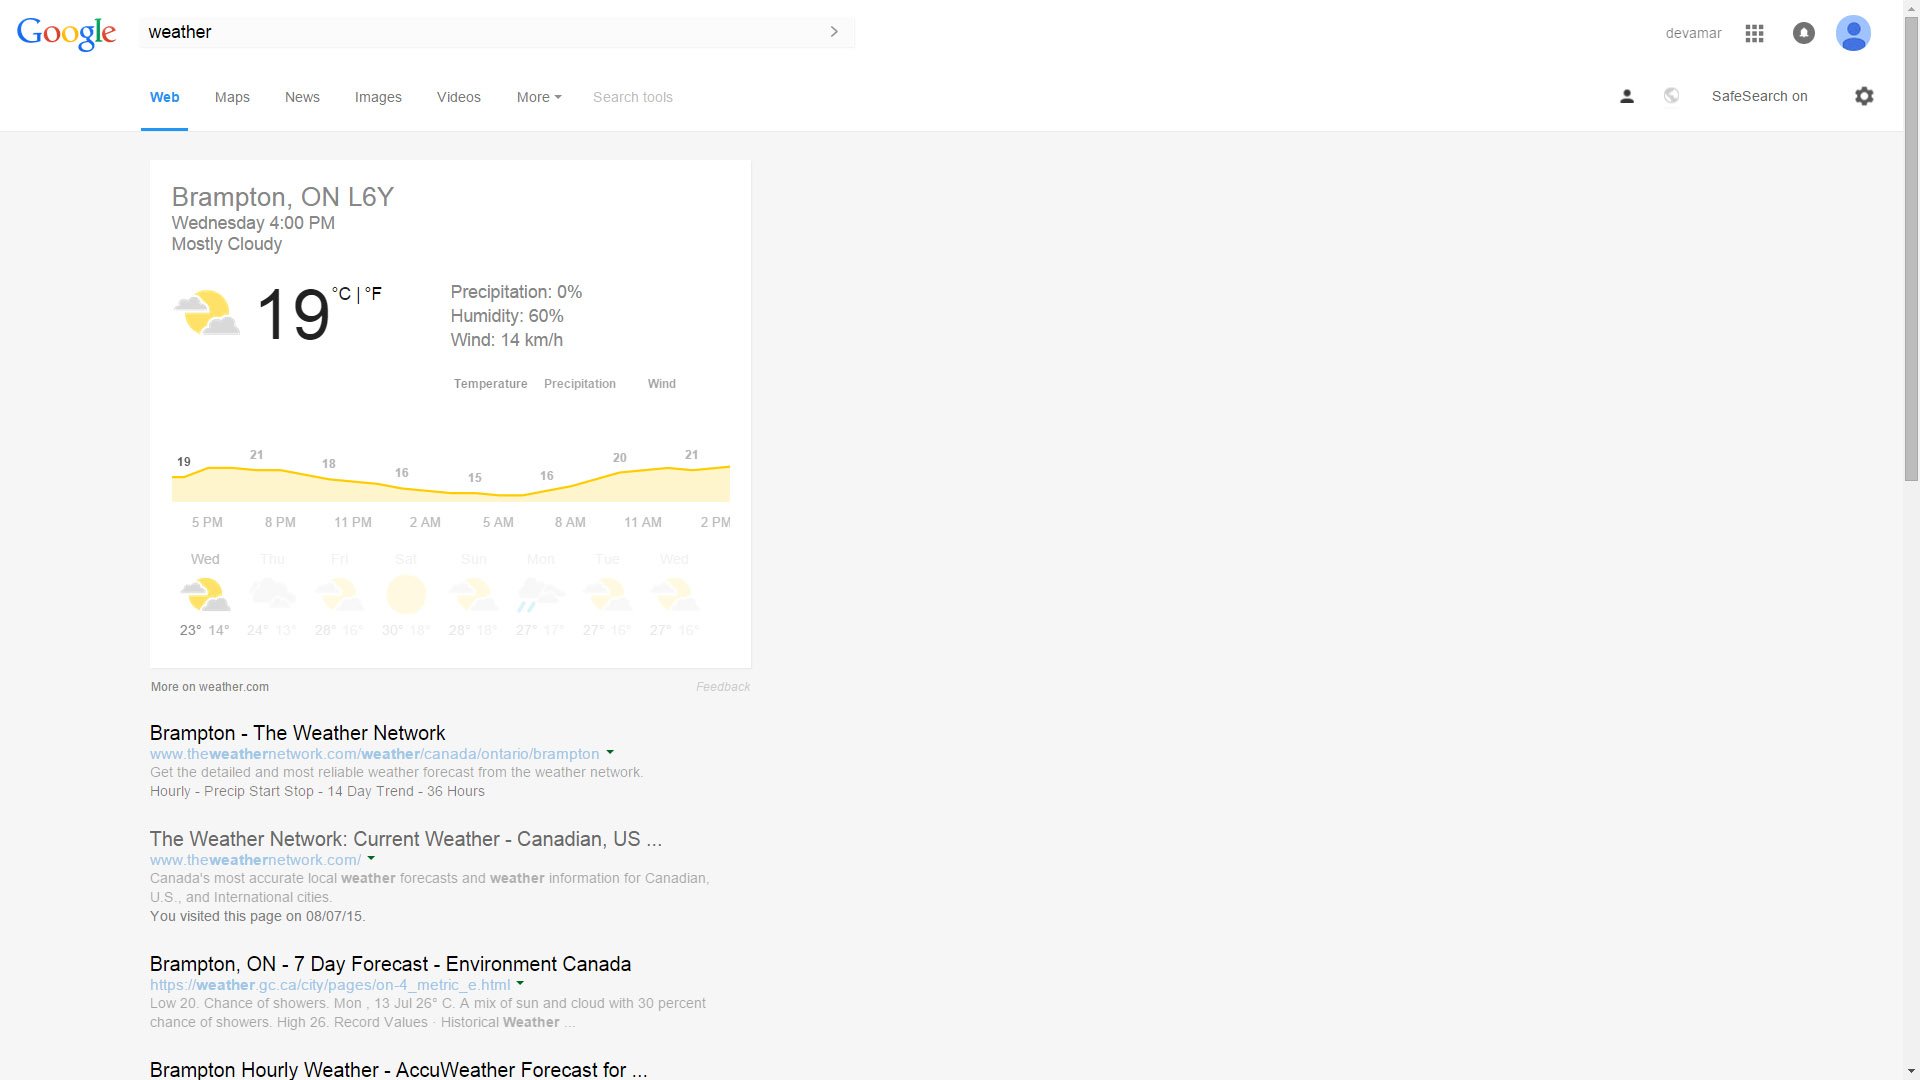 Google weather
devamar
Web Maps News Images Videos More Search tools
SafeSearch on
Brampton, ON L6Y
Wednesday 4:00 PM
Mostly Cloudy
19 °C | °F
Precipitation: 0%
Humidity: 60%
Wind: 14 km/h
Temperature Precipitation Wind
19 21 18 16 15 16 20 21
5 PM 8 PM 11 PM 2 AM 5 AM 8 AM 11 AM 2 PM
Wed Thu Fri Sat Sun Mon Tue Wed
23° 14° 24° 13° 28° 16° 30° 18° 28° 18° 27° 17° 27° 16° 27° 16°
More on weather.com Feedback
Brampton - The Weather Network
www.theweathernetwork.com/weather/canada/ontario/brampton
Get the detailed and most reliable weather forecast from the weather network.
Hourly - Precip Start Stop - 14 Day Trend - 36 Hours
The Weather Network: Current Weather - Canadian, US ...
www.theweathernetwork.com/
Canada's most accurate local weather forecasts and weather information for Canadian,
U.S., and International cities.
You visited this page on 08/07/15.
Brampton, ON - 7 Day Forecast - Environment Canada
https://weather.gc.ca/city/pages/on-4_metric_e.html
Low 20. Chance of showers. Mon , 13 Jul 26° C. A mix of sun and cloud with 30 percent
chance of showers. High 26. Record Values · Historical Weather ...
Brampton Hourly Weather - AccuWeather Forecast for ...